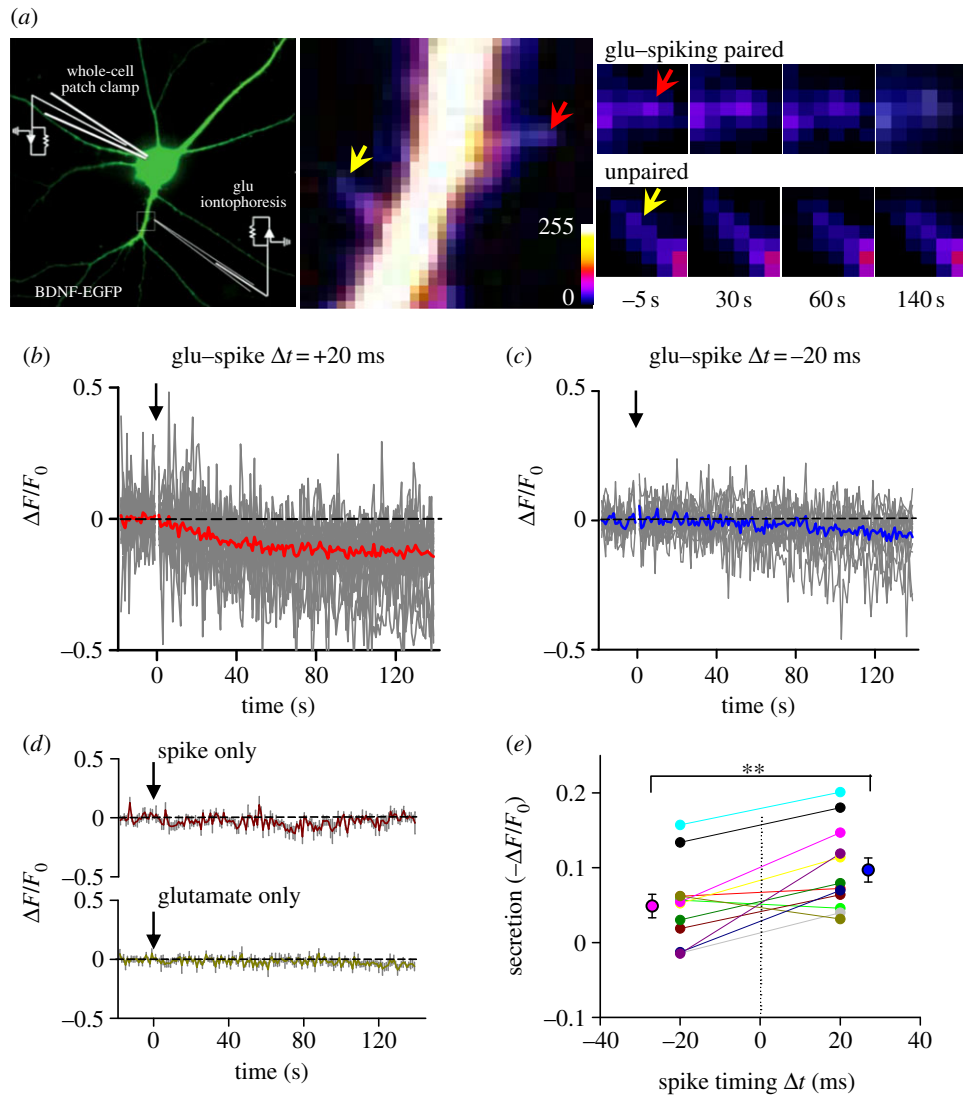 (a)
whole-cell
patch clamp
glu
iontophoresis
BDNF-EGFP
255
0
glu–spiking paired
unpaired
–5 s 30 s 60 s 140 s
(b) glu–spike Δt = +20 ms
0.5
0
–0.5
ΔF/F0
0 40 80 120
time (s)
(c) glu–spike Δt = –20 ms
0.5
0
–0.5
ΔF/F0
0 40 80 120
time (s)
(d)
spike only
0.5
0
–0.5
glutamate only
0.5
0
–0.5
ΔF/F0
0 40 80 120
time (s)
(e)
**
0.2
0.1
0
–0.1
secretion (–ΔF/F0)
–40 –20 0 20 40
spike timing Δt (ms)